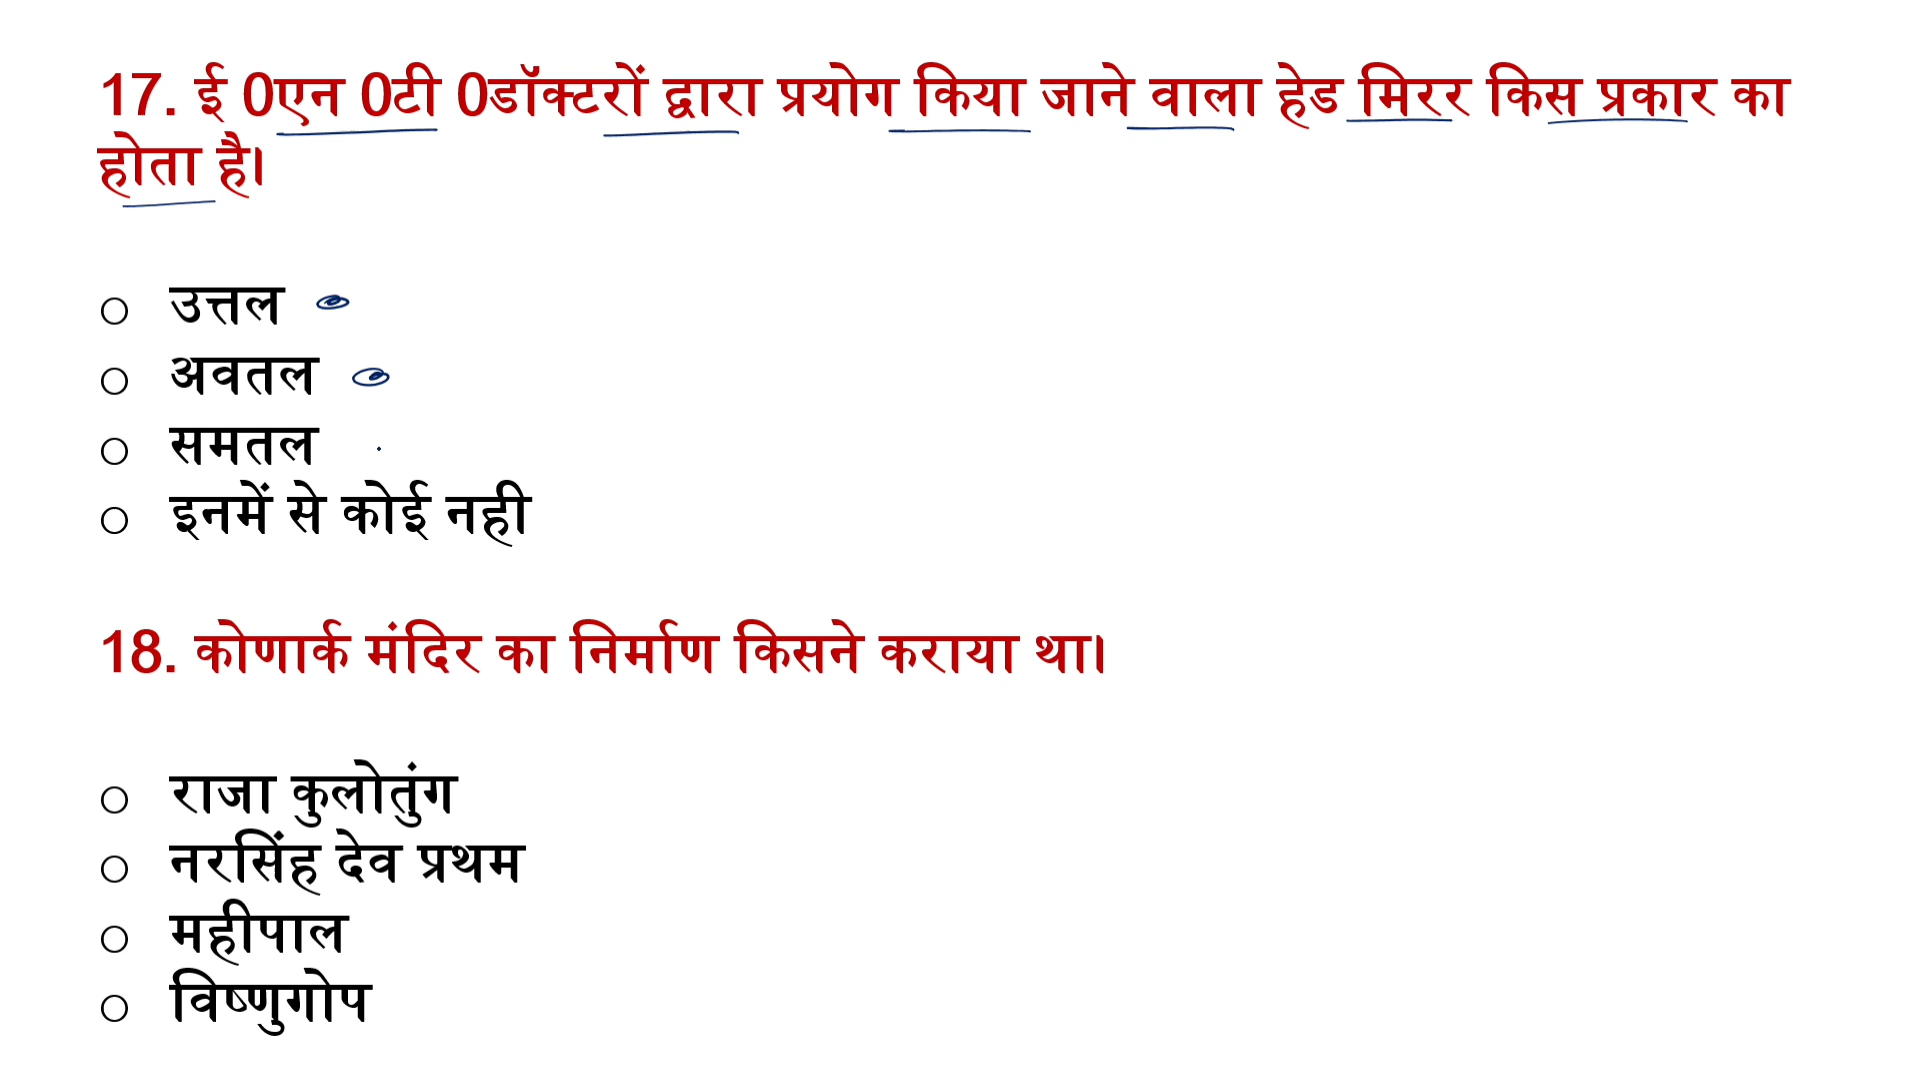 17. ई 0एन 0टी 0डॉक्टरों द्वारा प्रयोग किया जाने वाला हेड मिरर किस प्रकार का
होता है।
○ उत्तल
○ अवतल
○ समतल
○ इनमें से कोई नही
18. कोणार्क मंदिर का निर्माण किसने कराया था।
○ राजा कुलोतुंग
○ नरसिंह देव प्रथम
○ महीपाल
○ विष्णुगोप